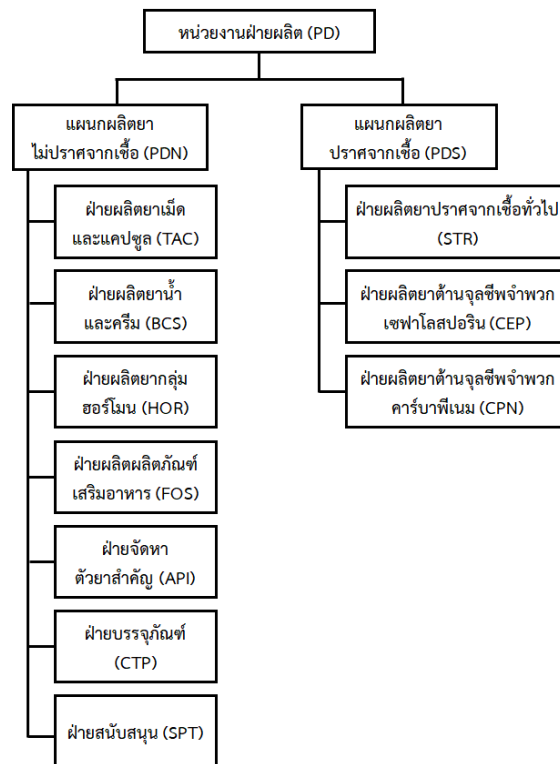 หน่วยงานฝ่ายผลิต (PD)
แผนกผลิตยา
ไม่ปราศจากเชื้อ (PDN)
ฝ่ายผลิตยาเม็ด
และแคปซูล (TAC)
ฝ่ายผลิตยาน้ำ
และครีม (BCS)
ฝ่ายผลิตยากลุ่ม
ฮอร์โมน (HOR)
ฝ่ายผลิตผลิตภัณฑ์
เสริมอาหาร (FOS)
ฝ่ายจัดหา
ตัวยาสำคัญ (API)
ฝ่ายบรรจุภัณฑ์
(CTP)
ฝ่ายสนับสนุน (SPT)
แผนกผลิตยา
ปราศจากเชื้อ (PDS)
ฝ่ายผลิตยาปราศจากเชื้อทั่วไป
(STR)
ฝ่ายผลิตยาต้านจุลชีพจำพวก
เซฟาโลสปอริน (CEP)
ฝ่ายผลิตยาต้านจุลชีพจำพวก
คาร์บาพีเนม (CPN)